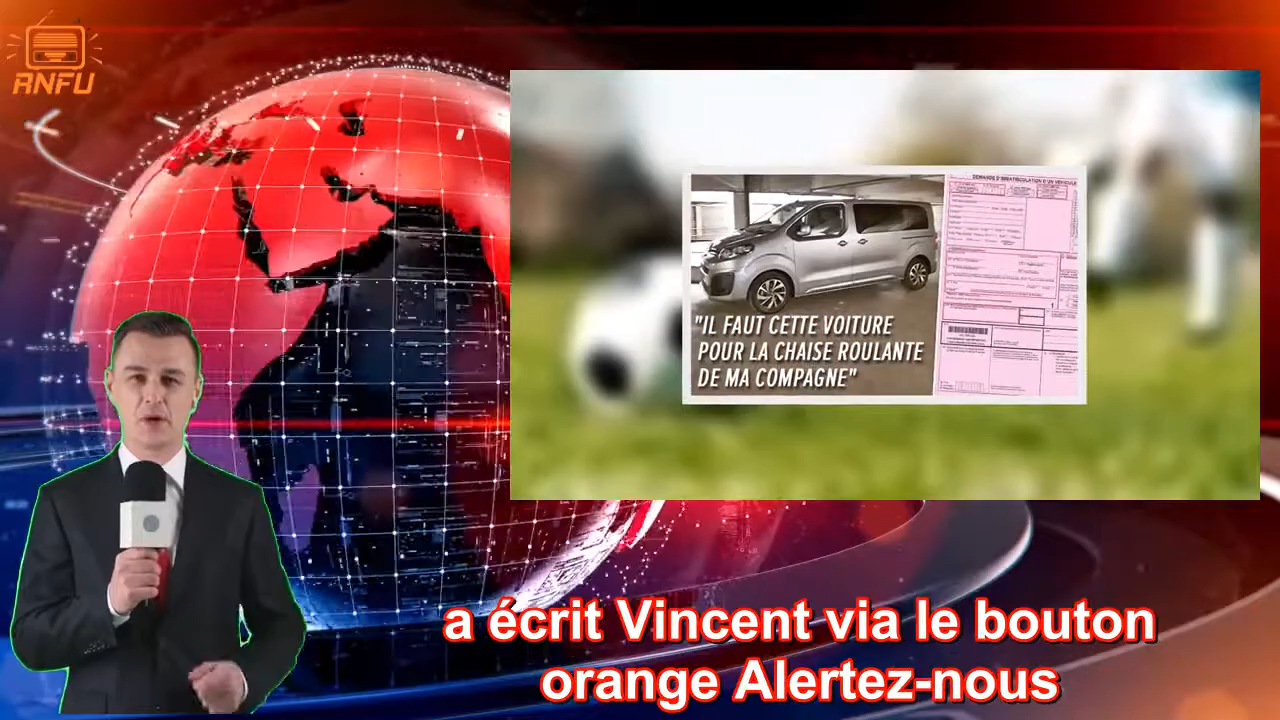 RNFU
DEMANDE D'IMMATRICULATION D'UN VÉHICULE
"IL FAUT CETTE VOITURE
POUR LA CHAISE ROULANTE
DE MA COMPAGNE"
a écrit Vincent via le bouton
orange Alertez-nous